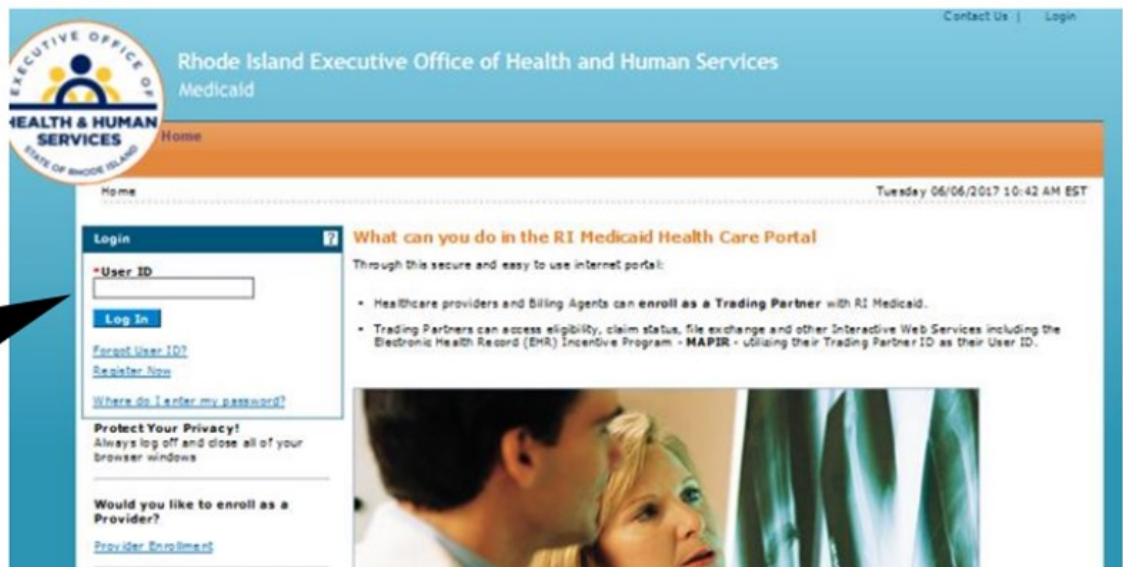 Contact Us | Login
EXECUTIVE OFFICE OF
HEALTH & HUMAN
SERVICES
STATE OF RHODE ISLAND
Rhode Island Executive Office of Health and Human Services
Medicaid
Home
Home
Tuesday 06/06/2017 10:42 AM EST
Login ?
*User ID
Log In
Forgot User ID?
Register Now
Where do I enter my password?
Protect Your Privacy!
Always log off and close all of your
browser windows
Would you like to enroll as a
Provider?
Provider Enrollment
What can you do in the RI Medicaid Health Care Portal
Through this secure and easy to use internet portal:
• Healthcare providers and Billing Agents can enroll as a Trading Partner with RI Medicaid.
• Trading Partners can access eligibility, claim status, file exchange and other Interactive Web Services including the
Electronic Health Record (EHR) Incentive Program - MAPIR - utilizing their Trading Partner ID as their User ID.